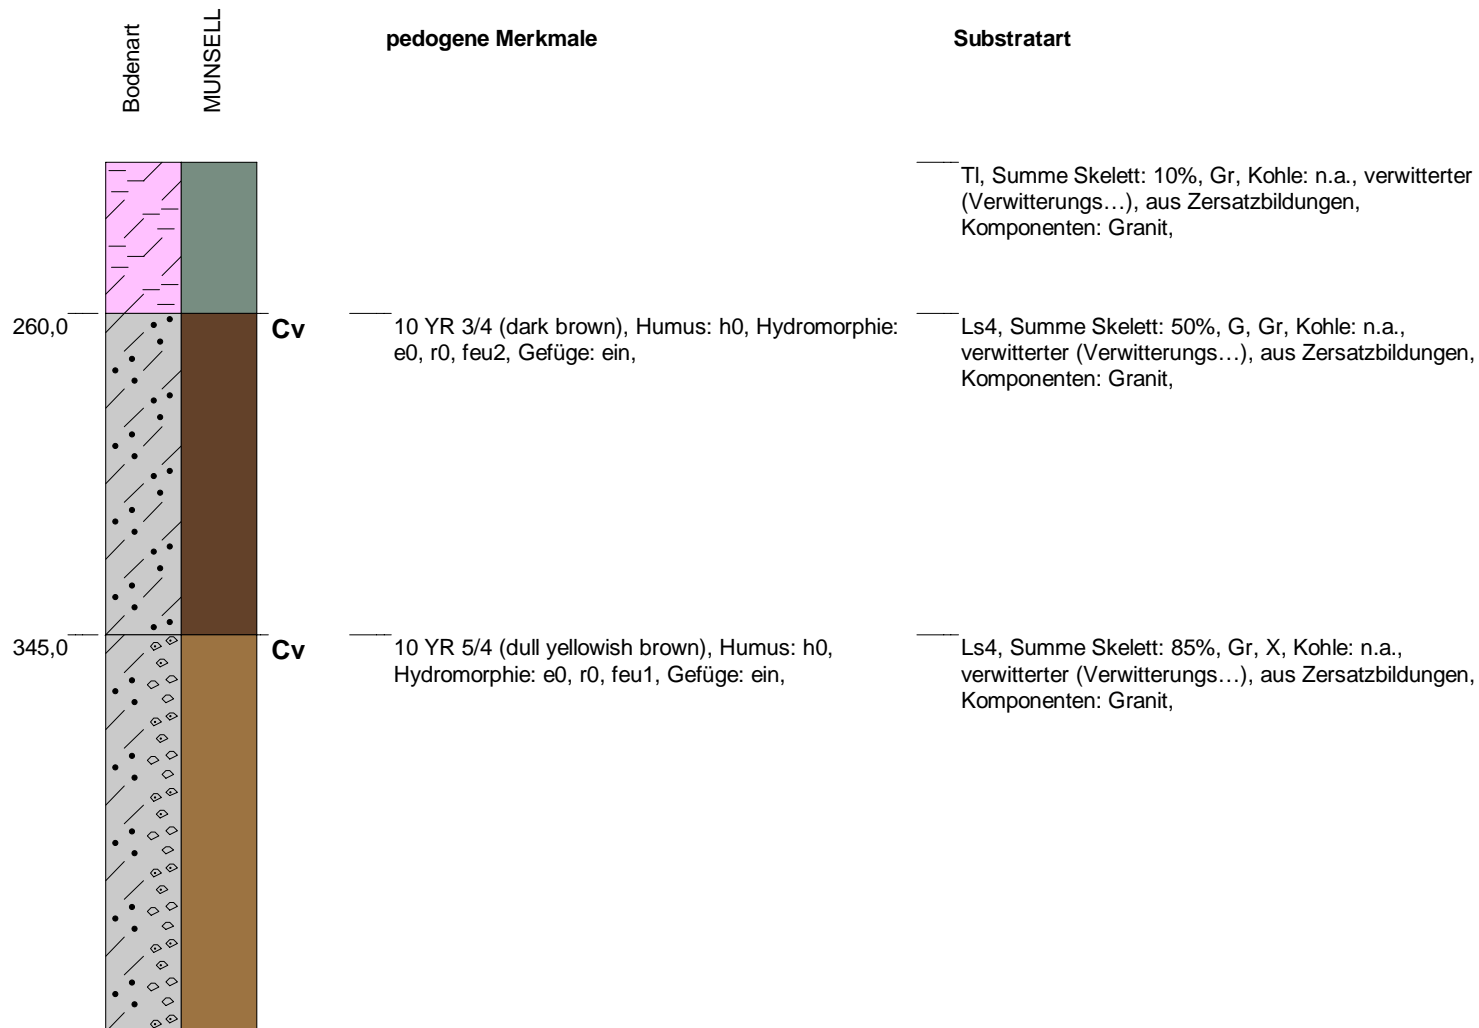 Bodenart
MUNSELL
pedogene Merkmale
Substratart
Tl, Summe Skelett: 10%, Gr, Kohle: n.a., verwitterter
(Verwitterungs…), aus Zersatzbildungen,
Komponenten: Granit,
260,0
Cv
10 YR 3/4 (dark brown), Humus: h0, Hydromorphie:
e0, r0, feu2, Gefüge: ein,
Ls4, Summe Skelett: 50%, G, Gr, Kohle: n.a.,
verwitterter (Verwitterungs…), aus Zersatzbildungen,
Komponenten: Granit,
345,0
Cv
10 YR 5/4 (dull yellowish brown), Humus: h0,
Hydromorphie: e0, r0, feu1, Gefüge: ein,
Ls4, Summe Skelett: 85%, Gr, X, Kohle: n.a.,
verwitterter (Verwitterungs…), aus Zersatzbildungen,
Komponenten: Granit,